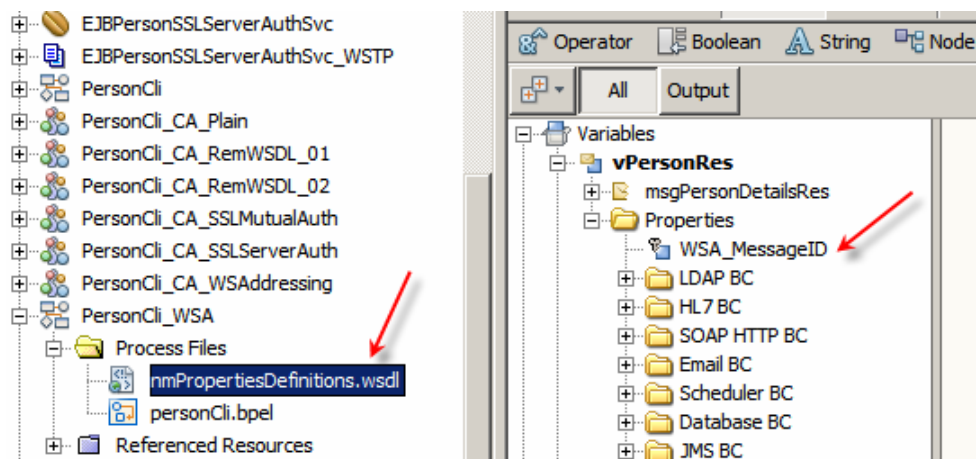 EJBPersonSSLServerAuthSvc
EJBPersonSSLServerAuthSvc_WSTP
PersonCli
PersonCli_CA_Plain
PersonCli_CA_RemWSDL_01
PersonCli_CA_RemWSDL_02
PersonCli_CA_SSLMutualAuth
PersonCli_CA_SSLServerAuth
PersonCli_CA_WSAddressing
PersonCli_WSA
Process Files
nmPropertiesDefinitions.wsdl
personCli.bpel
Referenced Resources
Operator Boolean String Node
All Output
Variables
vPersonRes
msgPersonDetailsRes
Properties
WSA_MessageID
LDAP BC
HL7 BC
SOAP HTTP BC
Email BC
Scheduler BC
Database BC
JMS BC